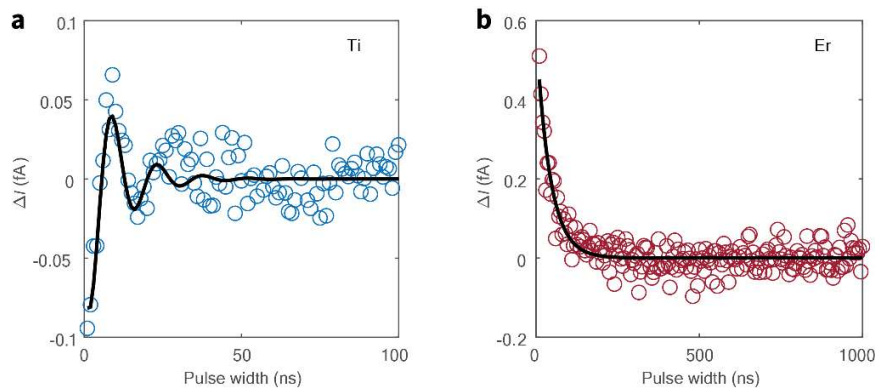 a
Ti
0.1
0.05
0
-0.05
-0.1
ΔI (fA)
0
50
100
Pulse width (ns)
b
Er
0.6
0.4
0.2
0
-0.2
ΔI (fA)
0
500
1000
Pulse width (ns)